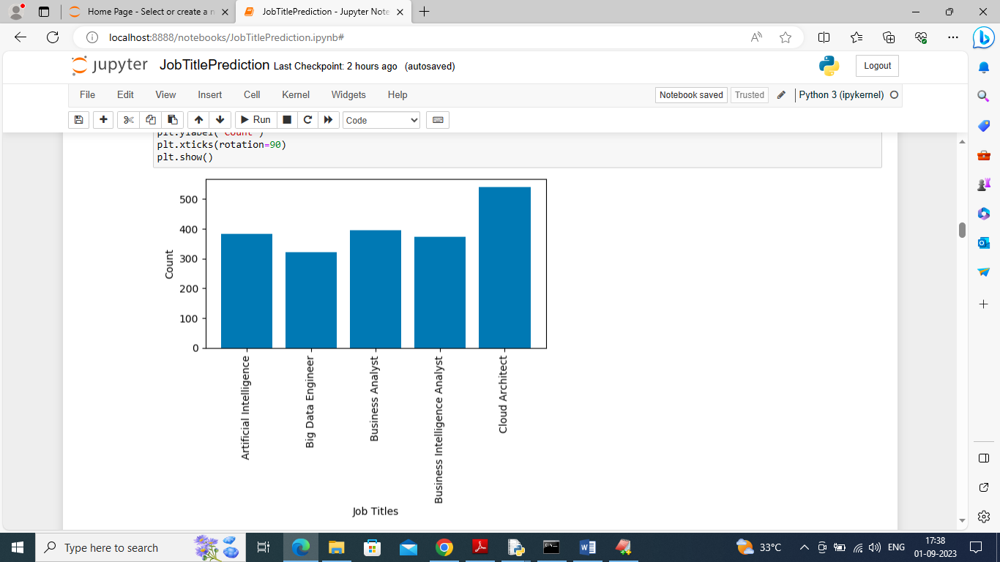 Home Page - Select or create a n
JobTitlePrediction - Jupyter Note
localhost:8888/notebooks/JobTitlePrediction.ipynb#
jupyter JobTitlePrediction Last Checkpoint: 2 hours ago (autosaved)
Logout
File Edit View Insert Cell Kernel Widgets Help
Notebook saved Trusted Python 3 (ipykernel)
Run Code
plt.ylabel('Count')
plt.xticks(rotation=90)
plt.show()
500
400
300
200
100
0
Count
Artificial Intelligence
Big Data Engineer
Business Analyst
Business Intelligence Analyst
Cloud Architect
Job Titles
Type here to search
33°C
ENG
17:38
01-09-2023